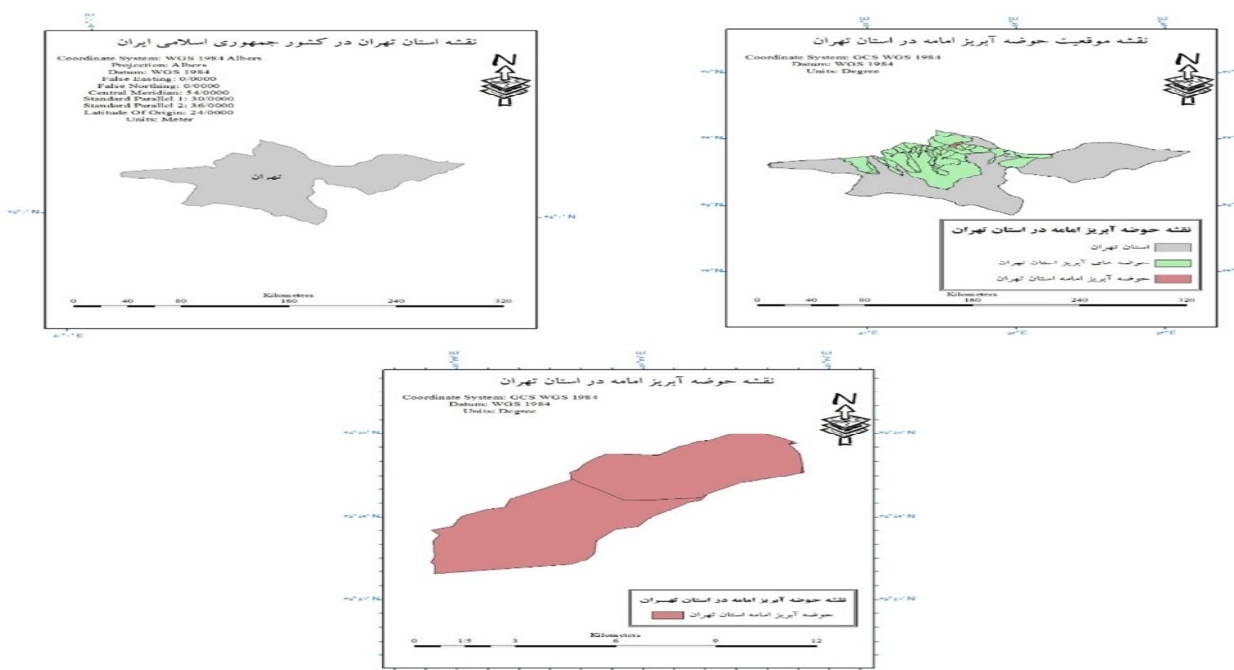 نقشه استان تهران در کشور جمهوری اسلامی ایران
Coordinate System: WGS 1984 Albers
Projection: Albers
Datum: WGS 1984
False Easting: 0/0000
False Northing: 0/0000
Central Meridian: 54/0000
Standard Parallel 1: 30/0000
Standard Parallel 2: 36/0000
Latitude Of Origin: 24/0000
Units: Meter
N
تهران
Kilometers
0 40 80 160 240 320
نقشه موقعیت حوضه آبریز امامه در استان تهران
Coordinate System: GCS WGS 1984
Datum: WGS 1984
Units: Degree
N
نقشه حوضه آبریز امامه در استان تهران
استان تهران
حوضه های آبریز استان تهران
حوضه آبریز امامه استان تهران
Kilometers
0 40 80 160 240 320
نقشه حوضه آبریز امامه در استان تهران
Coordinate System: GCS WGS 1984
Datum: WGS 1984
Units: Degree
N
نقشه حوضه آبریز امامه در استان تهران
حوضه آبریز امامه استان تهران
Kilometers
0 1/5 3 6 9 12